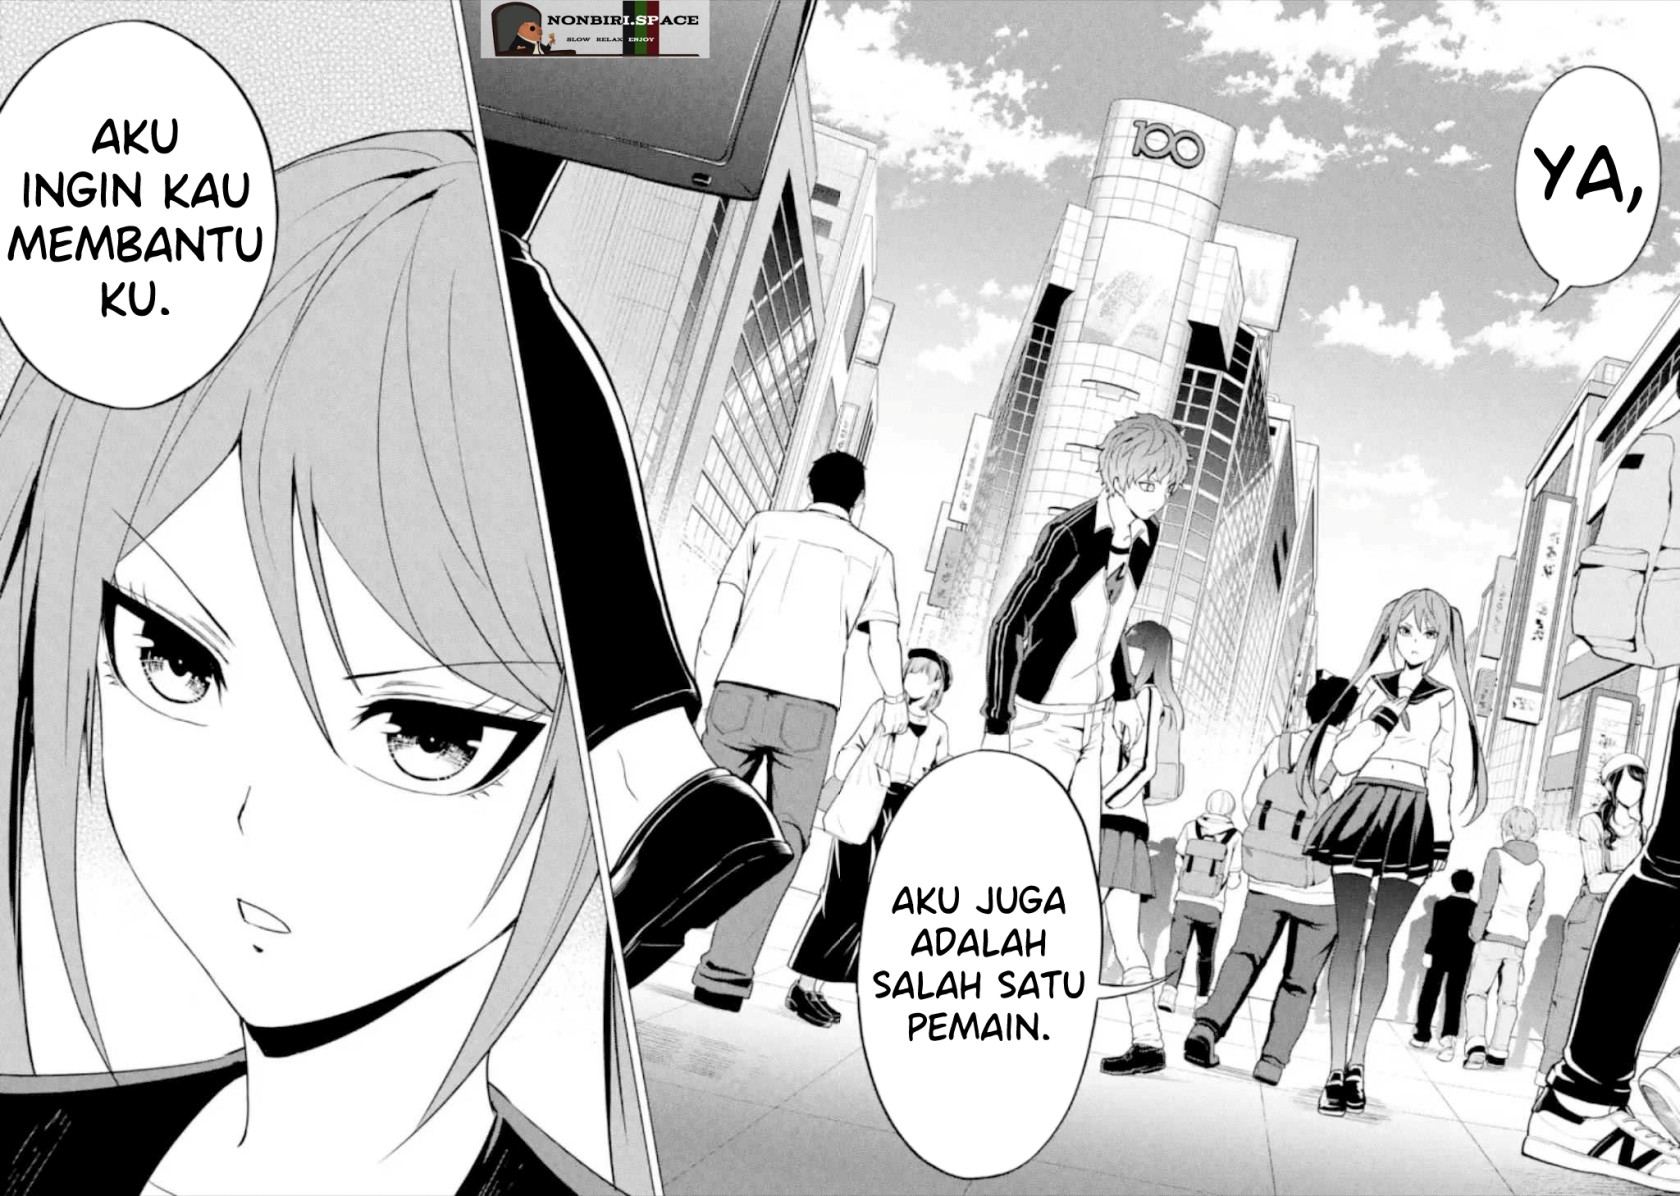 NONBIRI.SPACE
SLOW RELAX ENJOY
YA,
100
AKU JUGA
ADALAH
SALAH SATU
PEMAIN.
AKU
INGIN KAU
MEMBANTU
KU.
N